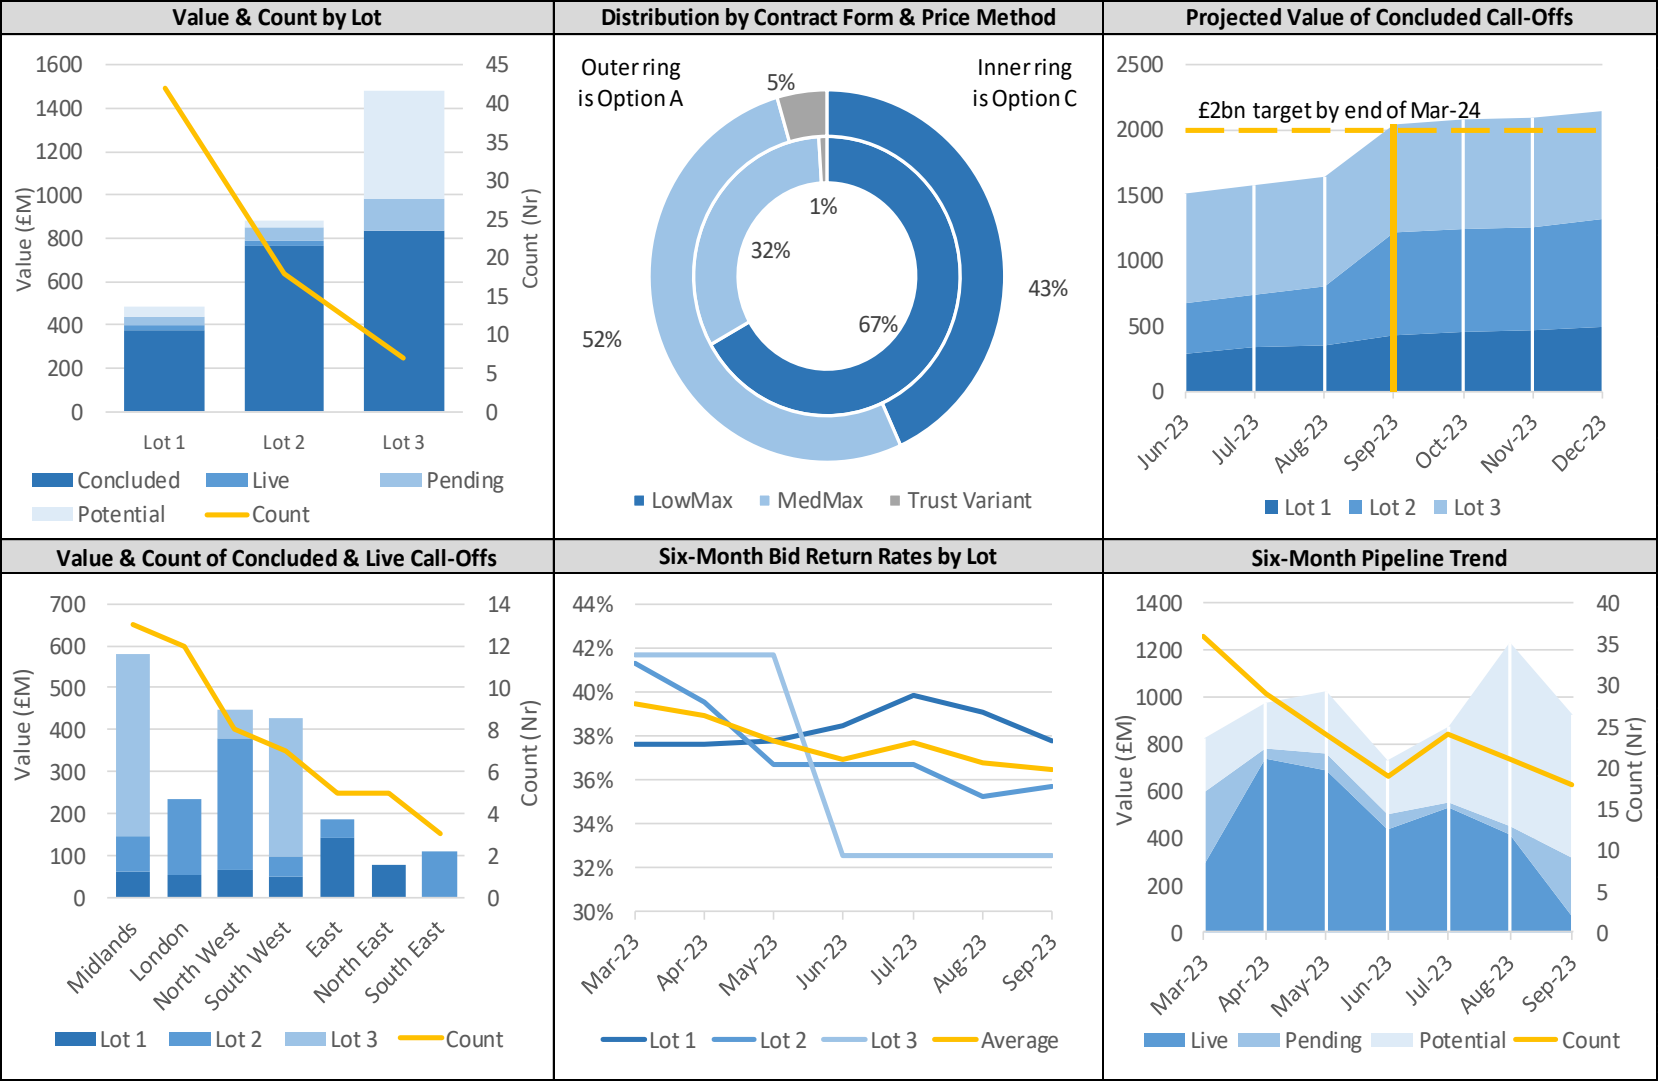 Value & Count by Lot
1600
1400
1200
1000
800
600
400
200
0
Value (£M)
45
40
35
30
25
20
15
10
5
0
Count (Nr)
Lot 1
Lot 2
Lot 3
Concluded
Live
Pending
Potential
Count
Distribution by Contract Form & Price Method
Outer ring
is Option A
Inner ring
is Option C
5%
1%
32%
67%
43%
52%
LowMax
MedMax
Trust Variant
Projected Value of Concluded Call-Offs
2500
2000
1500
1000
500
0
£2bn target by end of Mar-24
Jun-23
Jul-23
Aug-23
Sep-23
Oct-23
Nov-23
Dec-23
Lot 1
Lot 2
Lot 3
Value & Count of Concluded & Live Call-Offs
700
600
500
400
300
200
100
0
Value (£M)
14
12
10
8
6
4
2
0
Count (Nr)
Midlands
London
North West
South West
East
North East
South East
Lot 1
Lot 2
Lot 3
Count
Six-Month Bid Return Rates by Lot
44%
42%
40%
38%
36%
34%
32%
30%
Mar-23
Apr-23
May-23
Jun-23
Jul-23
Aug-23
Sep-23
Lot 1
Lot 2
Lot 3
Average
Six-Month Pipeline Trend
1400
1200
1000
800
600
400
200
0
Value (£M)
40
35
30
25
20
15
10
5
0
Count (Nr)
Mar-23
Apr-23
May-23
Jun-23
Jul-23
Aug-23
Sep-23
Live
Pending
Potential
Count